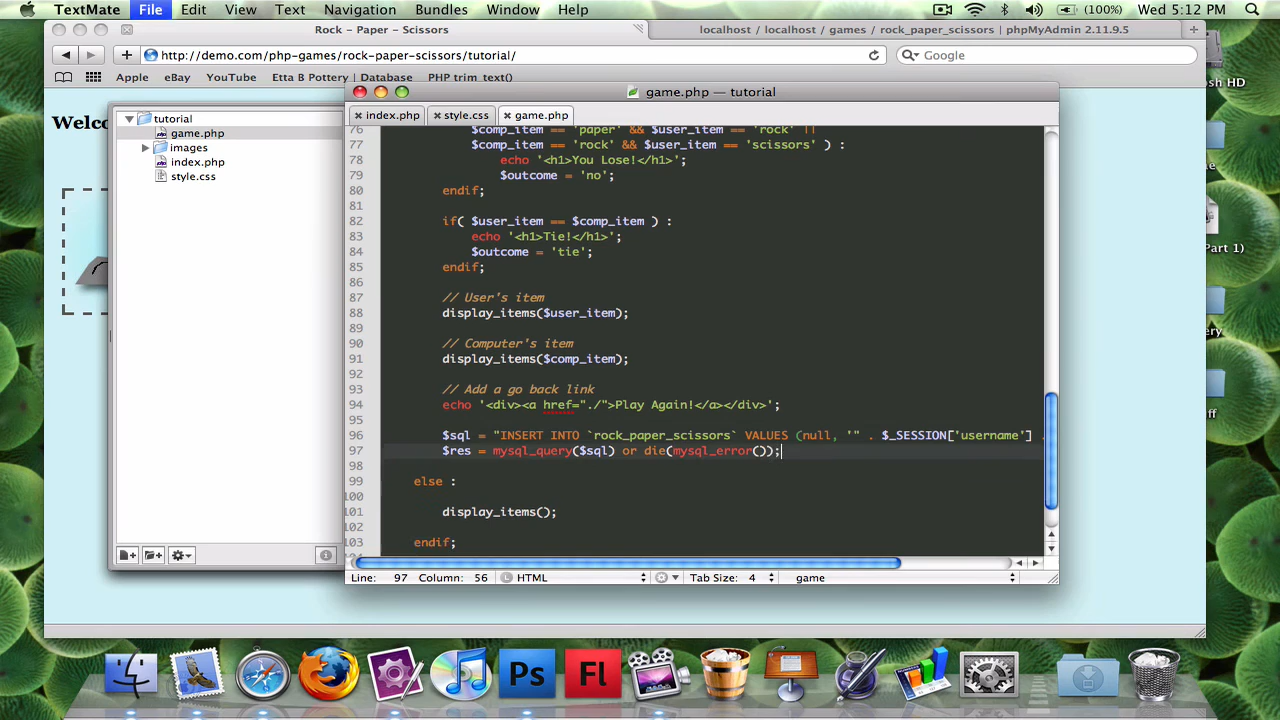 TextMate File Edit View Text Navigation Bundles Window Help (100%) Wed 5:12 PM
Rock - Paper - Scissors
localhost / localhost / games / rock_paper_scissors | phpMyAdmin 2.11.9.5
http://demo.com/php-games/rock-paper-scissors/tutorial/
Google
Apple eBay YouTube Etta B Pottery | Database PHP trim_text()
sh HD
game.php — tutorial
Welco
tutorial
game.php
images
index.php
style.css
index.php style.css game.php
76 $comp_item == 'paper' && $user_item == 'rock' ||
77 $comp_item == 'rock' && $user_item == 'scissors' ) :
78 echo '<h1>You Lose!</h1>';
79 $outcome = 'no';
80 endif;
81
82 if( $user_item == $comp_item ) :
83 echo '<h1>Tie!</h1>';
84 $outcome = 'tie';
85 endif;
86
87 // User's item
88 display_items($user_item);
89
90 // Computer's item
91 display_items($comp_item);
92
93 // Add a go back link
94 echo '<div><a href="./">Play Again!</a></div>';
95
96 $sql = "INSERT INTO `rock_paper_scissors` VALUES (null, '" . $_SESSION['username'] .
97 $res = mysql_query($sql) or die(mysql_error());
98
99 else :
100
101 display_items();
102
103 endif;
Part 1)
Line: 97 Column: 56 HTML Tab Size: 4 game
Ps
Fl